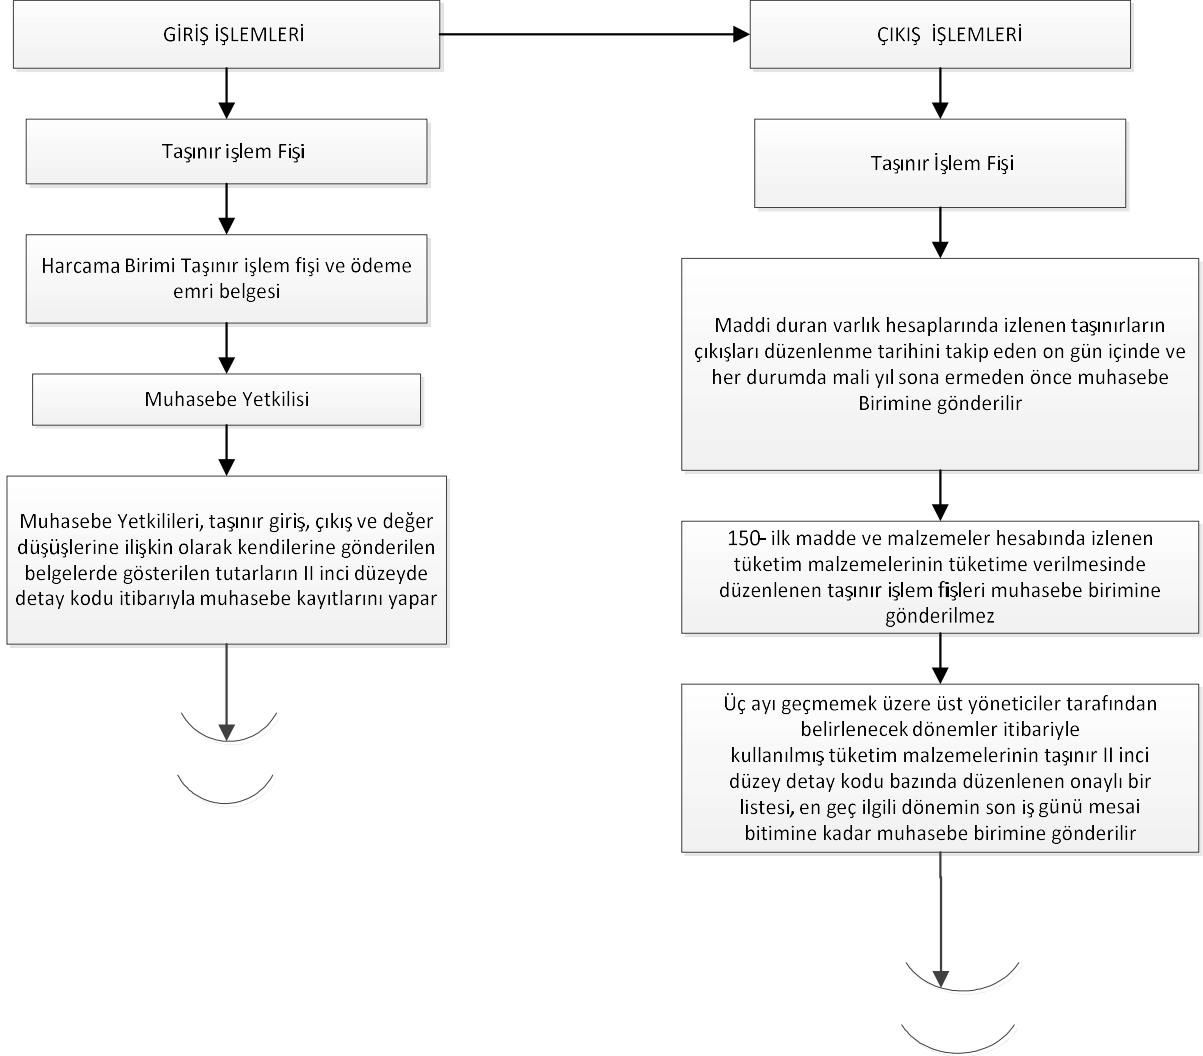 GİRİŞ İŞLEMLERİ
Taşınır işlem Fişi
Harcama Birimi Taşınır işlem fişi ve ödeme
emri belgesi
Muhasebe Yetkilisi
Muhasebe Yetkilileri, taşınır giriş, çıkış ve değer
düşüşlerine ilişkin olarak kendilerine gönderilen
belgelerde gösterilen tutarların II inci düzeyde
detay kodu itibarıyla muhasebe kayıtlarını yapar
ÇIKIŞ İŞLEMLERİ
Taşınır İşlem Fişi
Maddi duran varlık hesaplarında izlenen taşınırların
çıkışları düzenlenme tarihini takip eden on gün içinde ve
her durumda mali yıl sona ermeden önce muhasebe
Birimine gönderilir
150- ilk madde ve malzemeler hesabında izlenen
tüketim malzemelerinin tüketime verilmesinde
düzenlenen taşınır işlem fişleri muhasebe birimine
gönderilmez
Üç ayı geçmemek üzere üst yöneticiler tarafından
belirlenecek dönemler itibariyle
kullanılmış tüketim malzemelerinin taşınır II inci
düzey detay kodu bazında düzenlenen onaylı bir
listesi, en geç ilgili dönemin son iş günü mesai
bitimine kadar muhasebe birimine gönderilir